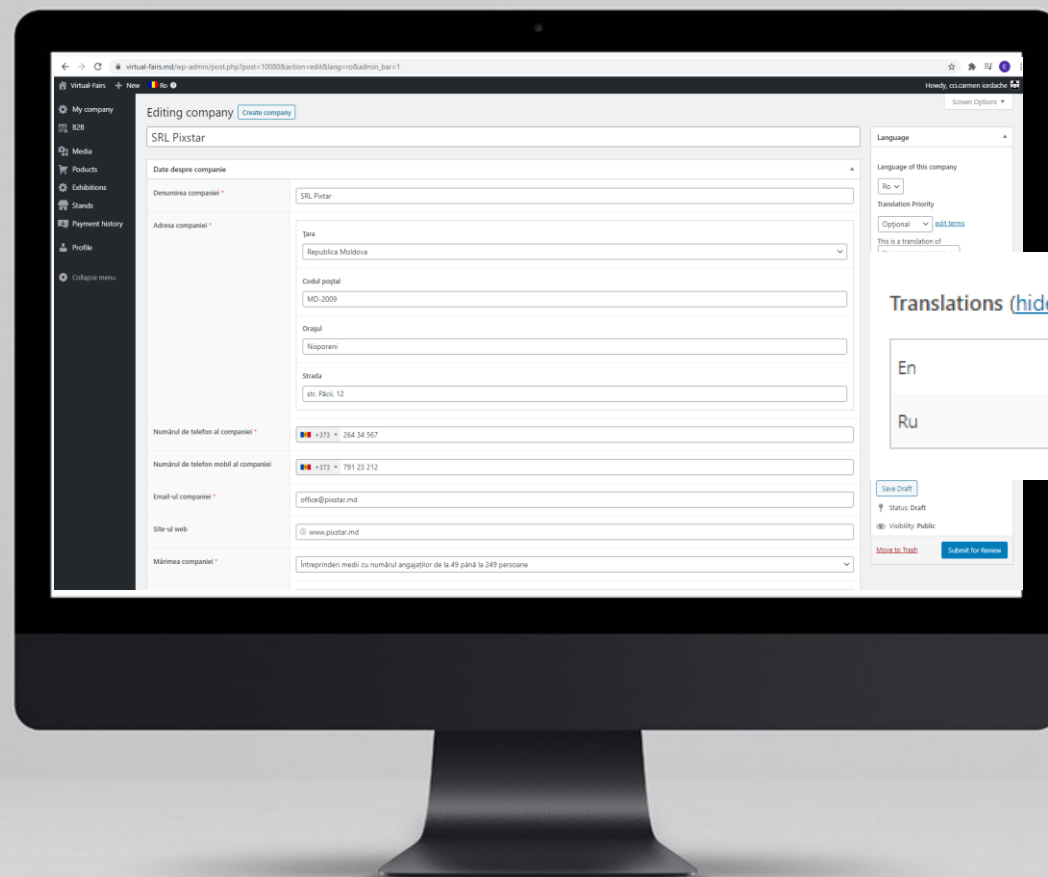 virtual-fairs.md/wp-admin/post.php?post=10080&action=edit&lang=ro&admin_bar=1
Virtual-Fairs + New Ro
Howdy, cci.carmen iordache
Screen Options
My company
B2B
Media
Poducts
Exhibitions
Stands
Payment history
Profile
Collapse menu
Editing company Create company
SRL Pixstar
Date despre companie
Denumirea companiei *
SRL Pixtar
Adresa companiei *
Țara
Republica Moldova
Codul poștal
MD-2009
Orașul
Nisporeni
Strada
str. Păcii, 12
Numărul de telefon al companiei *
+373 264 34 567
Numărul de telefon mobil al companiei
+373 791 23 212
Email-ul companiei *
office@pixstar.md
Site-ul web
www.pixstar.md
Mărimea companiei *
Întreprinderi medii cu numărul angajaților de la 49 până la 249 persoane
Language
Language of this company
Ro
Translation Priority
Opțional edit terms
This is a translation of
Translations (hide
En
Ru
Save Draft
Status: Draft
Visibility: Public
Move to Trash
Submit for Review